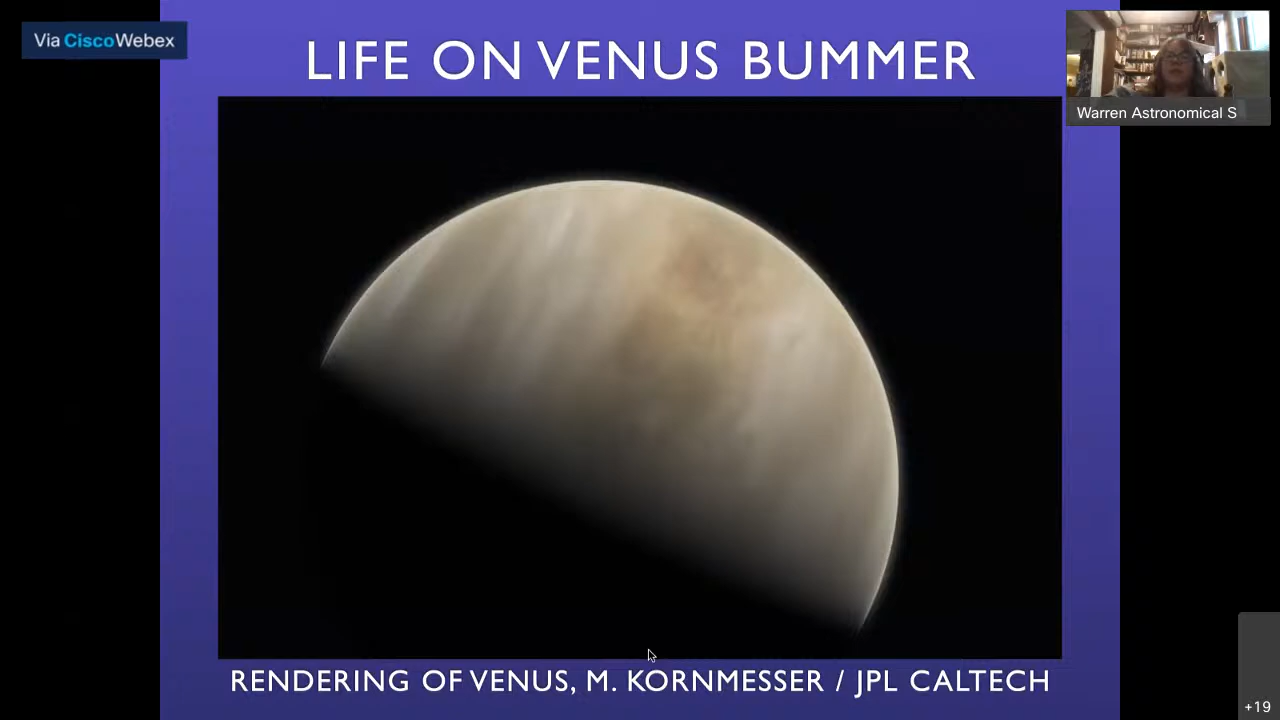 Via CiscoWebex
LIFE ON VENUS BUMMER
Warren Astronomical S
RENDERING OF VENUS, M. KORNMESSER / JPL CALTECH
+19